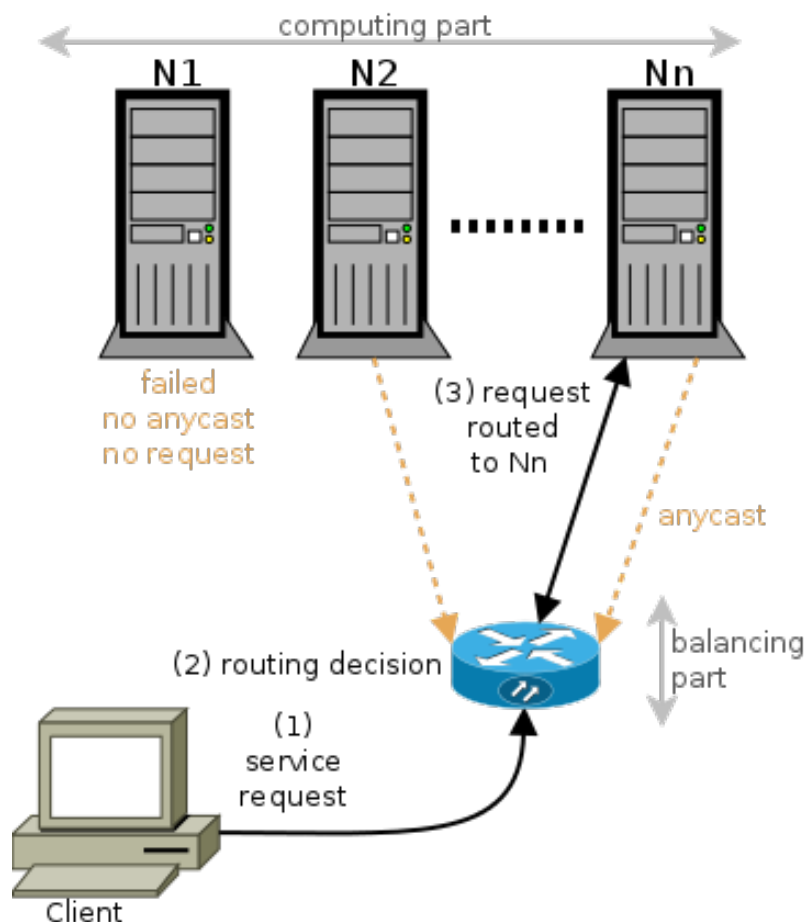 computing part
N1
N2
Nn
failed
no anycast
no request
(3) request
routed
to Nn
anycast
(2) routing decision
balancing
part
(1)
service
request
Client